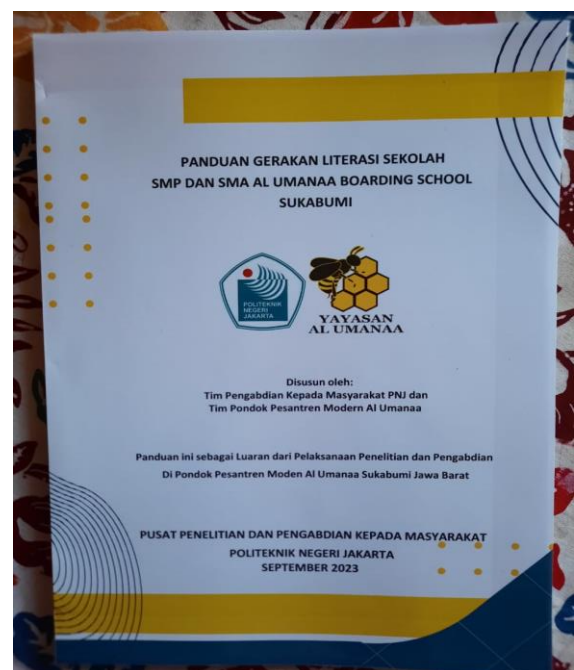 PANDUAN GERAKAN LITERASI SEKOLAH
SMP DAN SMA AL UMANAA BOARDING SCHOOL
SUKABUMI
POLITEKNIK
NEGERI
JAKARTA
YAYASAN
AL UMANAA
Disusun oleh:
Tim Pengabdian Kepada Masyarakat PNJ dan
Tim Pondok Pesantren Modern Al Umanaa
Panduan ini sebagai Luaran dari Pelaksanaan Penelitian dan Pengabdian
Di Pondok Pesantren Moden Al Umanaa Sukabumi Jawa Barat
PUSAT PENELITIAN DAN PENGABDIAN KEPADA MASYARAKAT
POLITEKNIK NEGERI JAKARTA
SEPTEMBER 2023